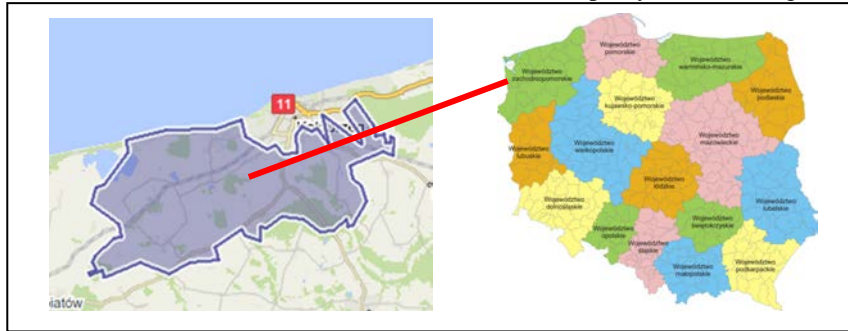 11
iatów
Województwo
pomorskie
Województwo
zachodniopomorskie
Województwo
warmińsko-mazurskie
Województwo
podlaskie
Województwo
kujawsko-pomorskie
Województwo
mazowieckie
Województwo
wielkopolskie
Województwo
lubuskie
Województwo
łódzkie
Województwo
lubelskie
Województwo
dolnośląskie
Województwo
opolskie
Województwo
śląskie
Województwo
świętokrzyskie
Województwo
małopolskie
Województwo
podkarpackie